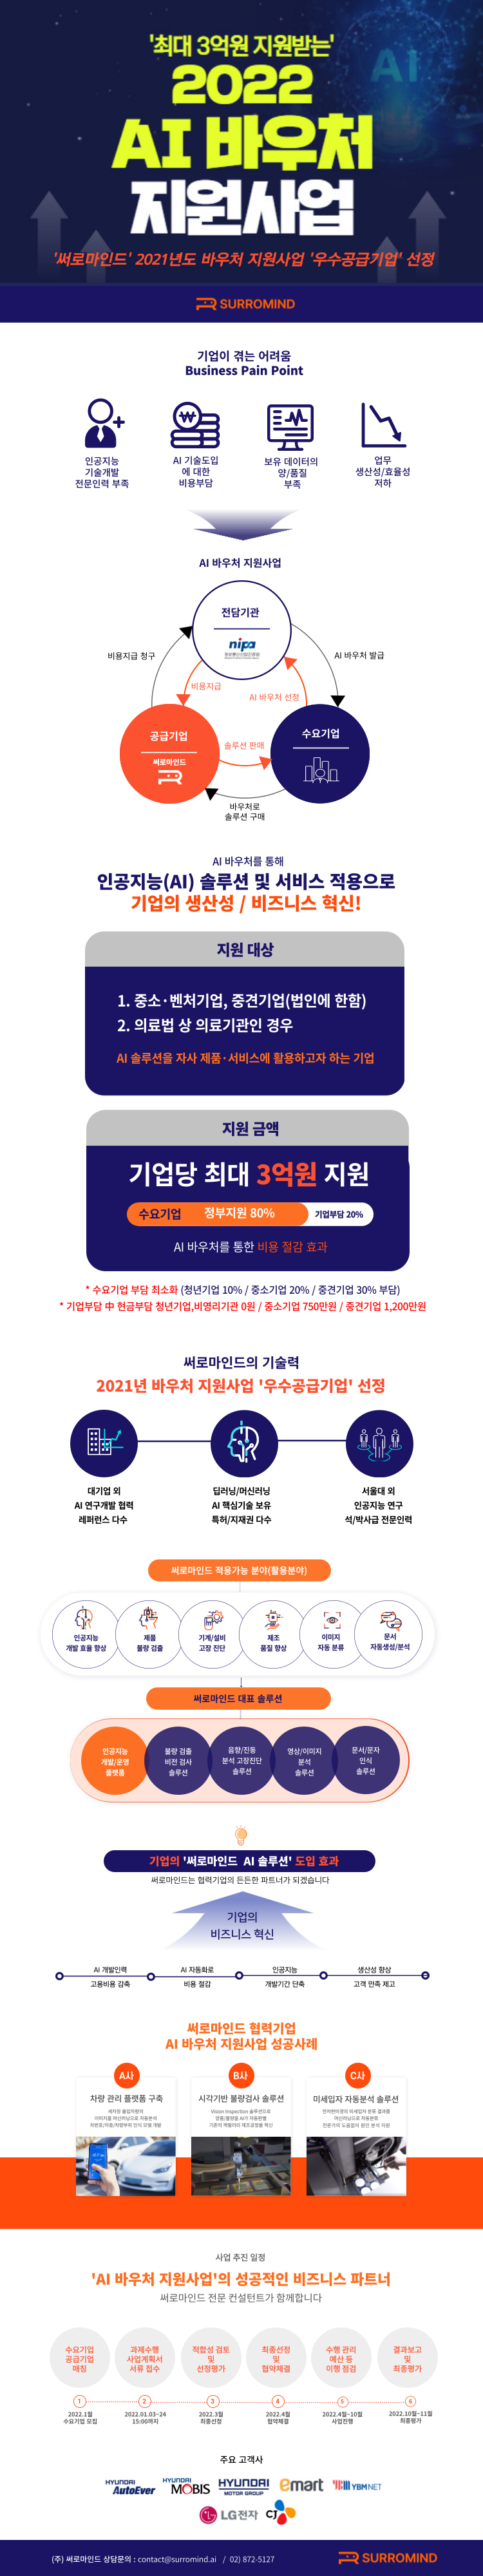 '최대 3억원 지원받는'
2022
AI 바우처
지원사업
'써로마인드' 2021년도 바우처 지원사업 '우수공급기업' 선정
SURROMIND
기업이 겪는 어려움
Business Pain Point
인공지능
기술개발
전문인력 부족
AI 기술도입
에 대한
비용부담
보유 데이터의
양/품질
부족
업무
생산성/효율성
저하
AI 바우처 지원사업
전담기관
nipa
정보통신산업진흥원
비용지급 청구
AI 바우처 발급
비용지급
AI 바우처 선정
공급기업
써로마인드
수요기업
솔루션 판매
바우처로
솔루션 구매
AI 바우처를 통해
인공지능(AI) 솔루션 및 서비스 적용으로
기업의 생산성 / 비즈니스 혁신!
지원 대상
1. 중소·벤처기업, 중견기업(법인에 한함)
2. 의료법 상 의료기관인 경우
AI 솔루션을 자사 제품·서비스에 활용하고자 하는 기업
지원 금액
기업당 최대 3억원 지원
수요기업 정부지원 80% 기업부담 20%
AI 바우처를 통한 비용 절감 효과
* 수요기업 부담 최소화 (청년기업 10% / 중소기업 20% / 중견기업 30% 부담)
* 기업부담 中 현금부담 청년기업,비영리기관 0원 / 중소기업 750만원 / 중견기업 1,200만원
써로마인드의 기술력
2021년 바우처 지원사업 '우수공급기업' 선정
대기업 외
AI 연구개발 협력
레퍼런스 다수
딥러닝/머신러닝
AI 핵심기술 보유
특허/지재권 다수
서울대 외
인공지능 연구
석/박사급 전문인력
써로마인드 적용가능 분야(활용분야)
인공지능
개발 효율 향상
제품
불량 검출
기계/설비
고장 진단
제조
품질 향상
이미지
자동 분류
문서
자동생성/분석
써로마인드 대표 솔루션
인공지능
개발/운영
플랫폼
불량 검출
비전 검사
솔루션
음향/진동
분석 고장진단
솔루션
영상/이미지
분석
솔루션
문서/문자
인식
솔루션
기업의 '써로마인드 AI 솔루션' 도입 효과
써로마인드는 협력기업의 든든한 파트너가 되겠습니다
기업의
비즈니스 혁신
AI 개발인력
고용비용 감축
AI 자동화로
비용 절감
인공지능
개발기간 단축
생산성 향상
고객 만족 제고
써로마인드 협력기업
AI 바우처 지원사업 성공사례
A사
차량 관리 플랫폼 구축
B사
시각기반 불량검사 솔루션
Vision Inspection 솔루션으로
C사
미세입자 자동분석 솔루션
사업 추진 일정
'AI 바우처 지원사업'의 성공적인 비즈니스 파트너
써로마인드 전문 컨설턴트가 함께합니다
수요기업
공급기업
매칭
과제수행
사업계획서
서류 접수
적합성 검토
및
선정평가
최종선정
및
협약체결
수행 관리
예산 등
이행 점검
결과보고
및
최종평가
1
2
3
4
5
6
2022.1월
수요기업 모집
2022.01.03~24
15:00까지
2022.3월
최종선정
2022.4월
협약체결
2022.4월~10월
사업진행
2022.10월~11월
최종평가
주요 고객사
HYUNDAI
AutoEver
HYUNDAI
MOBIS
HYUNDAI
MOTOR GROUP
emart
YBMNET
LG전자
CJ
(주) 써로마인드 상담문의 : contact@surromind.ai / 02) 872-5127
SURROMIND